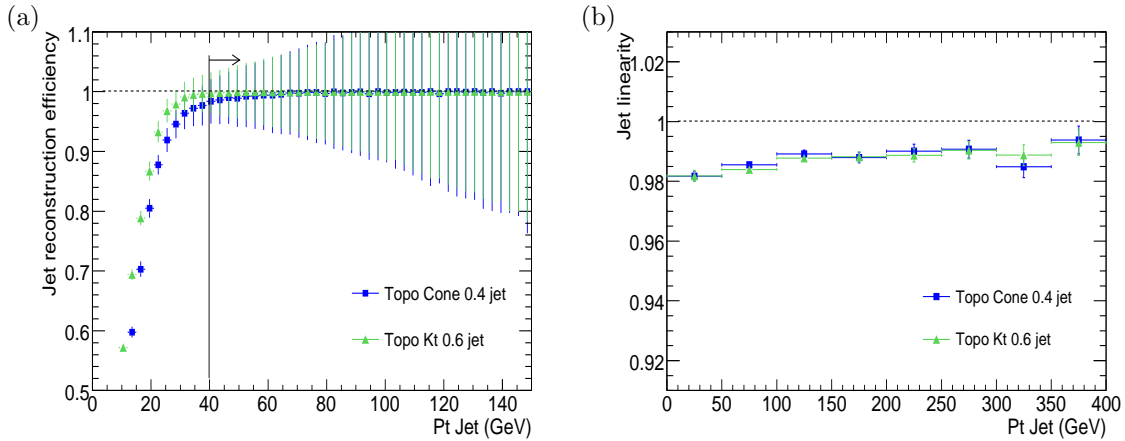 (a)
Jet reconstruction efficiency
1.1
1
0.9
0.8
0.7
0.6
0.5
Topo Cone 0.4 jet
Topo Kt 0.6 jet
0 20 40 60 80 100 120 140
Pt Jet (GeV)
(b)
Jet linearity
1.02
1
0.98
0.96
0.94
0.92
Topo Cone 0.4 jet
Topo Kt 0.6 jet
0 50 100 150 200 250 300 350 400
Pt Jet (GeV)